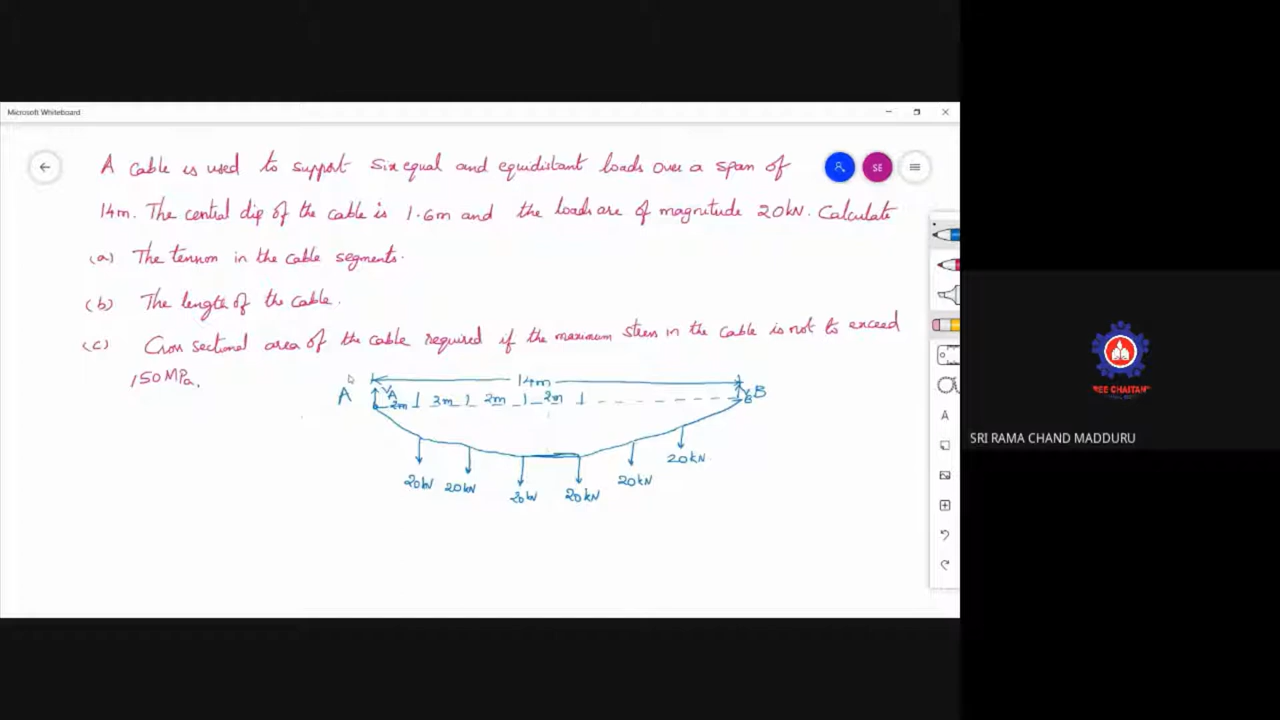 Microsoft Whiteboard
A cable is used to support six equal and equidistant loads over a span of
SE
14m. The central dip of the cable is 1.6m and the loads are of magnitude 20kN. Calculate
(a) The tension in the cable segments.
(b) The length of the cable.
(c) Cross sectional area of the cable required if the maximum stress in the cable is not to exceed
150MPa.
14m
A VA 2m 3m 2m 2m VB B
20kN 20kN 20kN 20kN 20kN 20kN
A
SRI RAMA CHAND MADDURU